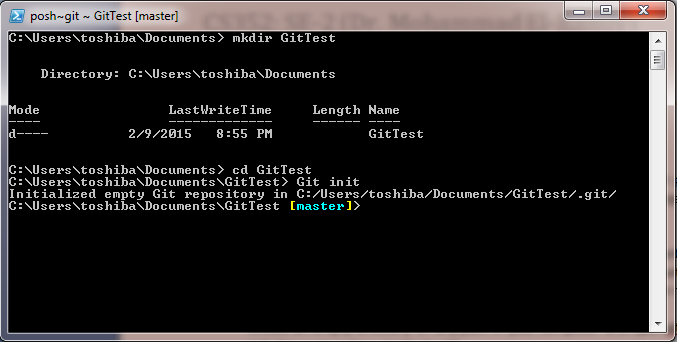 posh~git ~ GitTest [master]
C:\Users\toshiba\Documents> mkdir GitTest
    Directory: C:\Users\toshiba\Documents
Mode                LastWriteTime     Length Name
----                -------------     ------ ----
d----          2/9/2015   8:55 PM            GitTest
C:\Users\toshiba\Documents> cd GitTest
C:\Users\toshiba\Documents\GitTest> Git init
Initialized empty Git repository in C:/Users/toshiba/Documents/GitTest/.git/
C:\Users\toshiba\Documents\GitTest [master]>